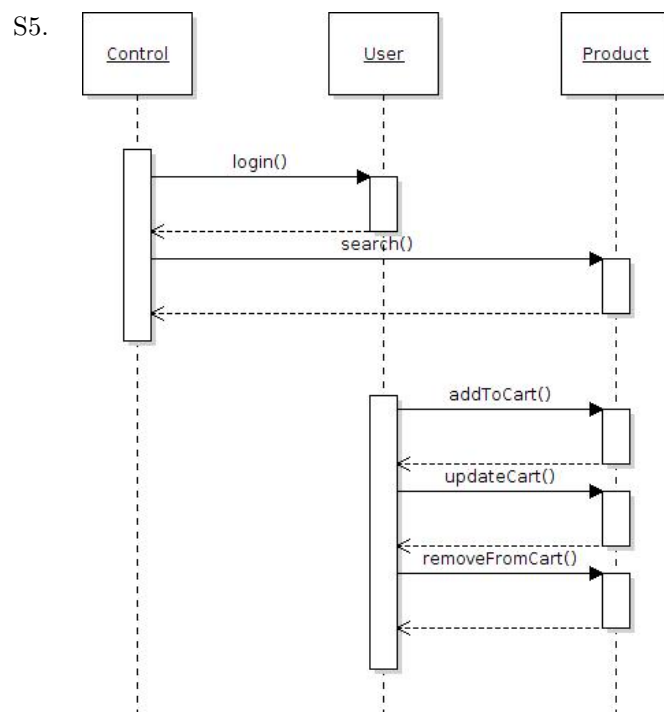 S5.
Control
User
Product
login()
search()
addToCart()
updateCart()
removeFromCart()